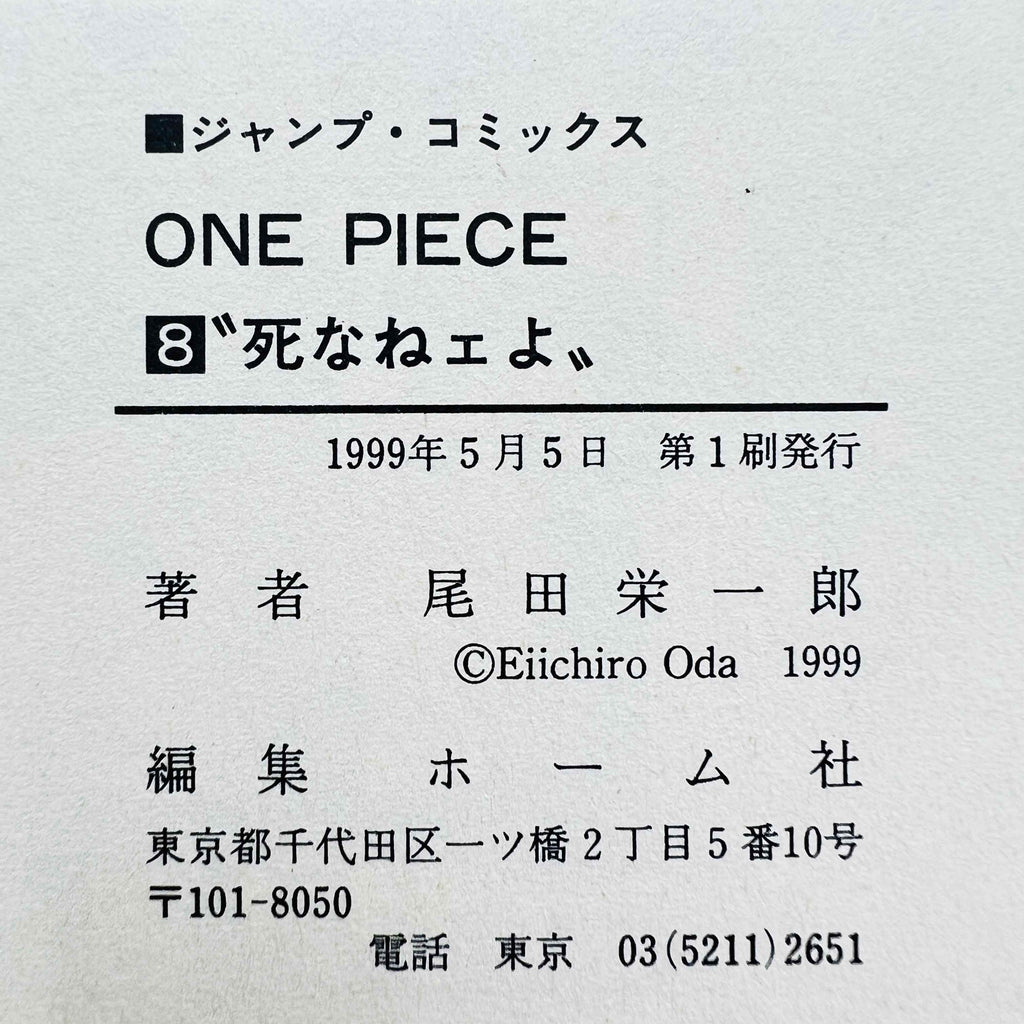 ■ジャンプ・コミックス
ONE PIECE
8〝死なねェよ〟
1999年5月5日　第1刷発行
著者　尾田栄一郎
©Eiichiro Oda　1999
編集　ホーム社
東京都千代田区一ツ橋2丁目5番10号
〒101-8050
電話　東京　03(5211)2651